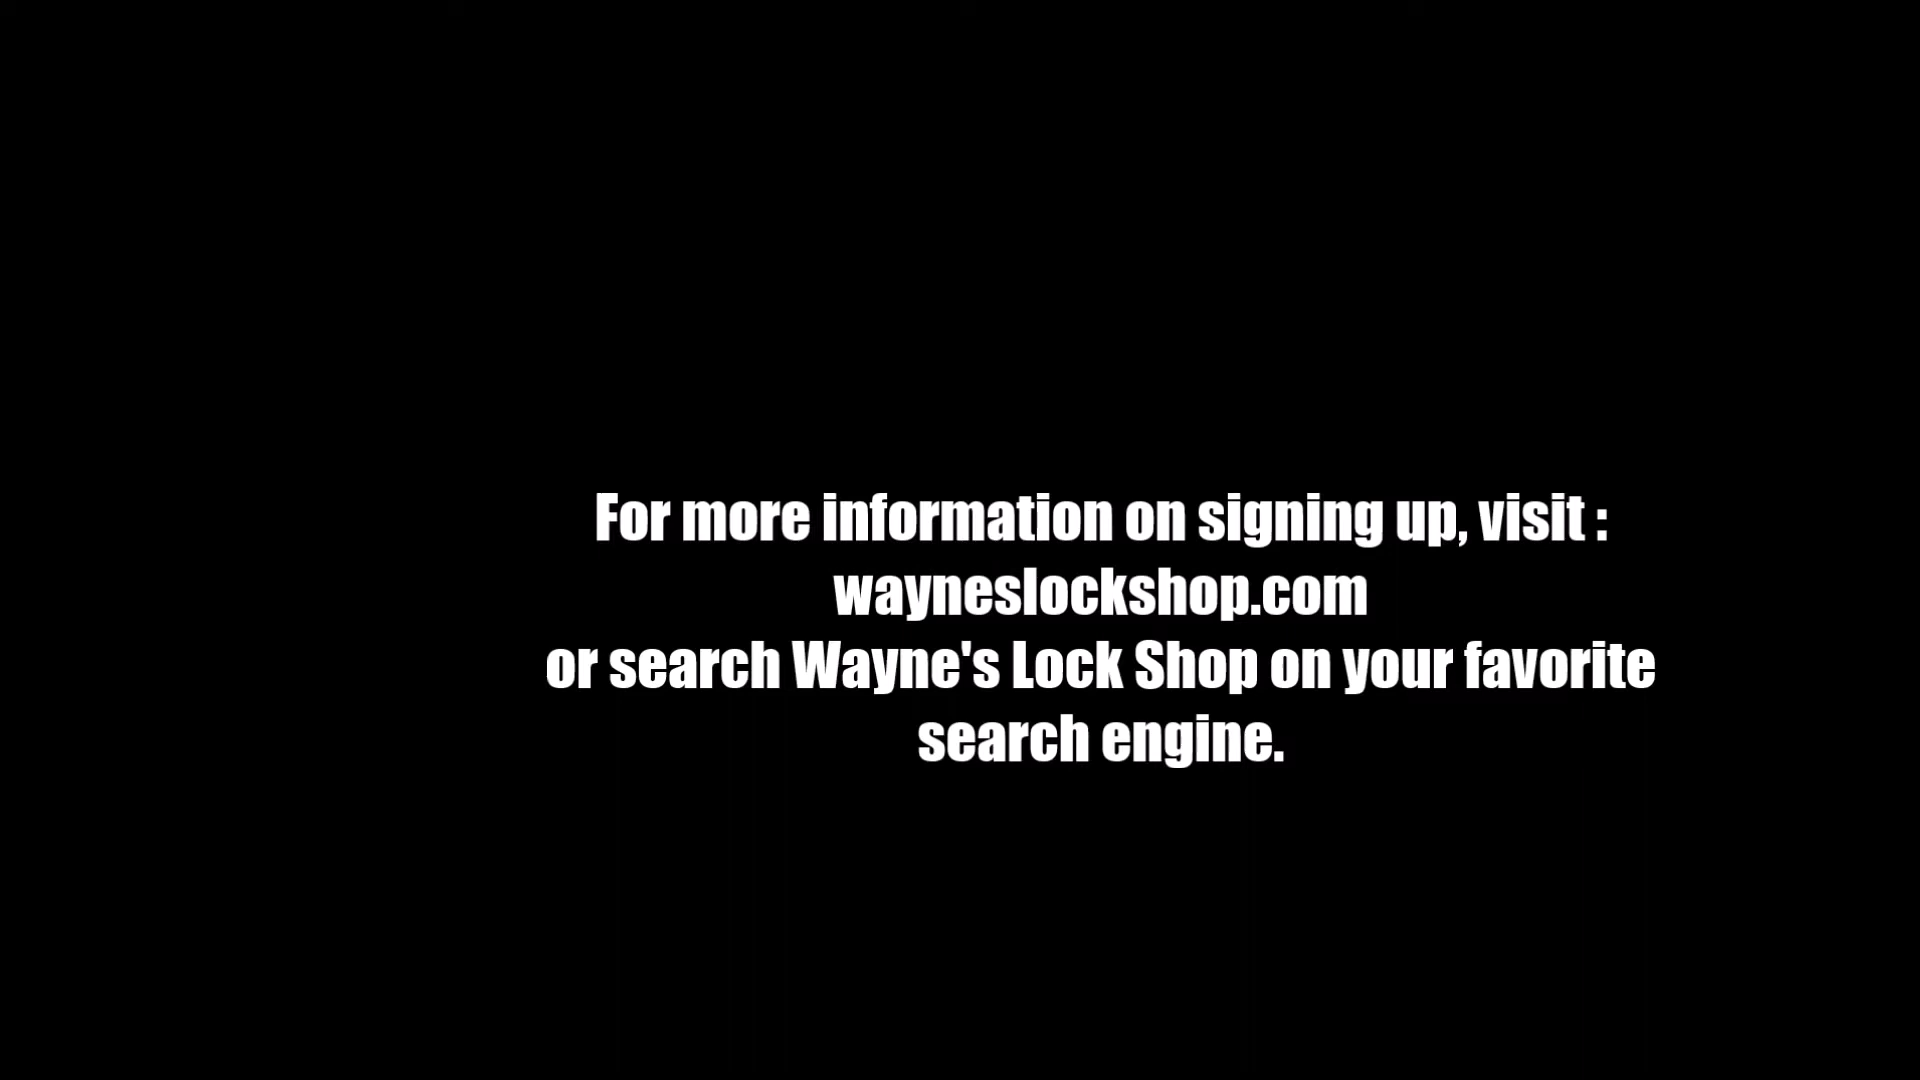 For more information on signing up, visit :
wayneslockshop.com
or search Wayne's Lock Shop on your favorite
search engine.